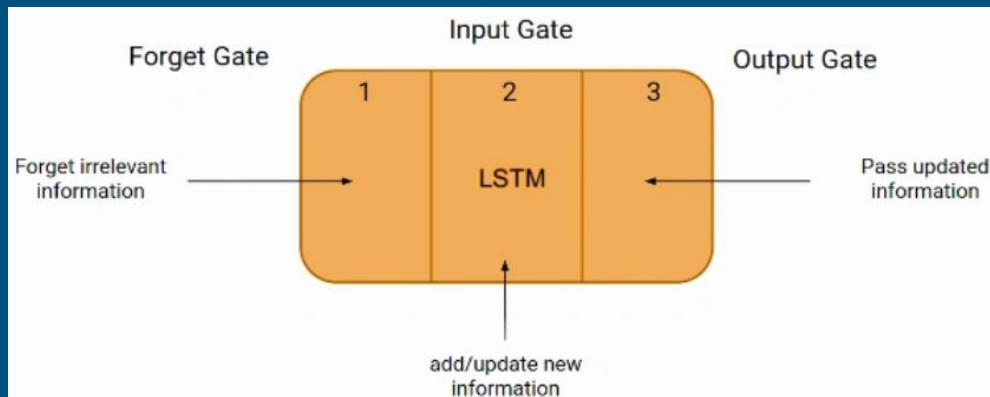 Input Gate
Forget Gate
Output Gate
1
2
3
Forget irrelevant
information
LSTM
Pass updated
information
add/update new
information